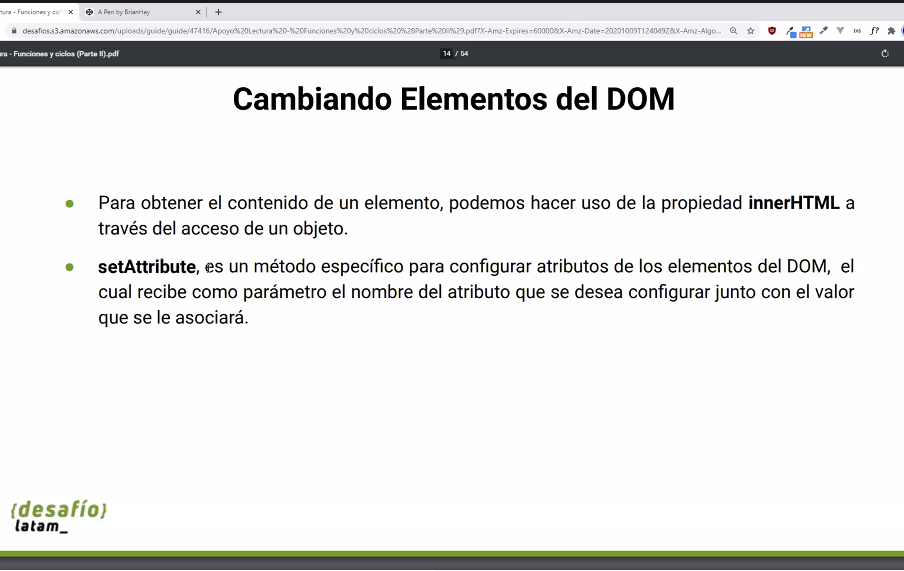 tura - Funciones y cic
A Pen by BrianHey
desafios.s3.amazonaws.com/uploads/guide/guide/47416/Apoyo%20Lectura%20-%20Funciones%20y%20ciclos%20%28Parte%20II%29.pdf?X-Amz-Expires=60000&X-Amz-Date=20201009T124049Z&X-Amz-Algo...
NEW
f?
ra - Funciones y ciclos (Parte II).pdf
14 / 54
Cambiando Elementos del DOM
● Para obtener el contenido de un elemento, podemos hacer uso de la propiedad innerHTML a
través del acceso de un objeto.
● setAttribute, es un método específico para configurar atributos de los elementos del DOM, el
cual recibe como parámetro el nombre del atributo que se desea configurar junto con el valor
que se le asociará.
{desafío}
latam_